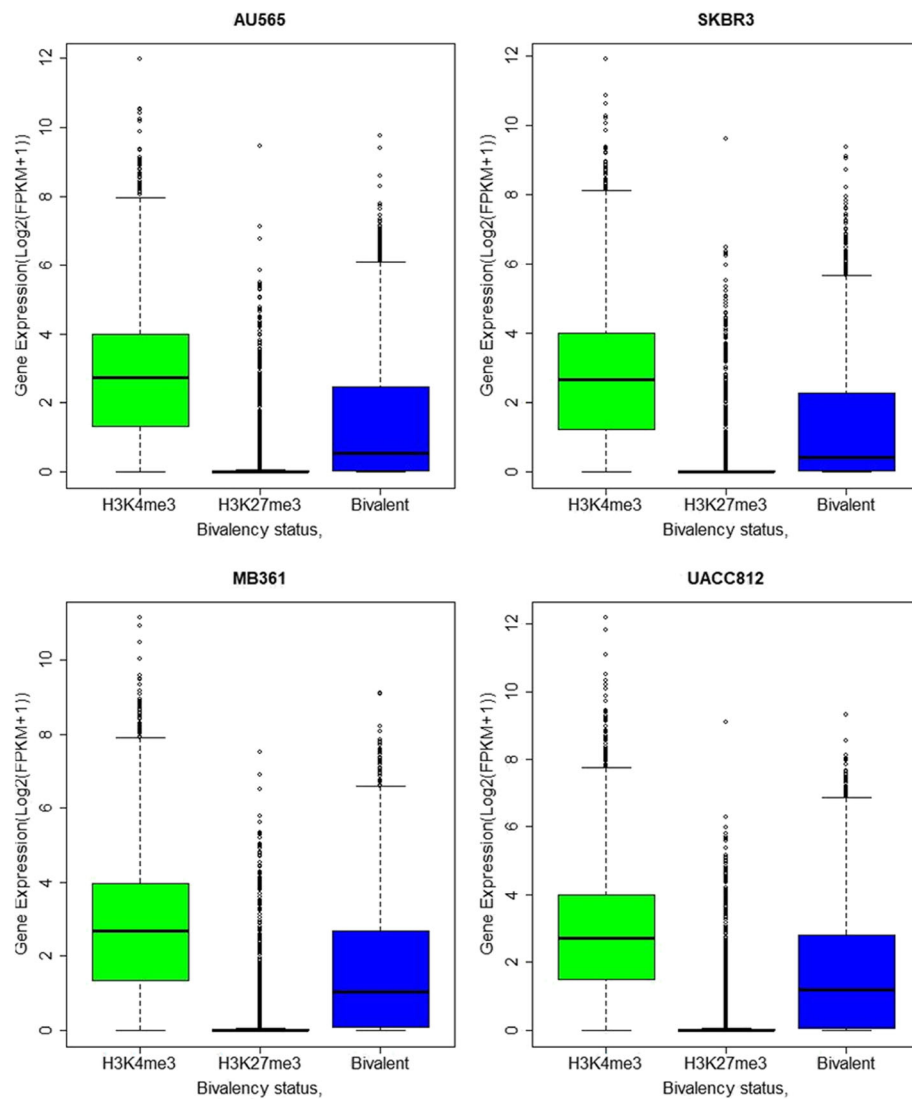 AU565
Gene Expression(Log2(FPKM+1))
12
10
8
6
4
2
0
H3K4me3 H3K27me3 Bivalent
Bivalency status,
SKBR3
Gene Expression(Log2(FPKM+1))
12
10
8
6
4
2
0
H3K4me3 H3K27me3 Bivalent
Bivalency status,
MB361
Gene Expression(Log2(FPKM+1))
10
8
6
4
2
0
H3K4me3 H3K27me3 Bivalent
Bivalency status,
UACC812
Gene Expression(Log2(FPKM+1))
12
10
8
6
4
2
0
H3K4me3 H3K27me3 Bivalent
Bivalency status,